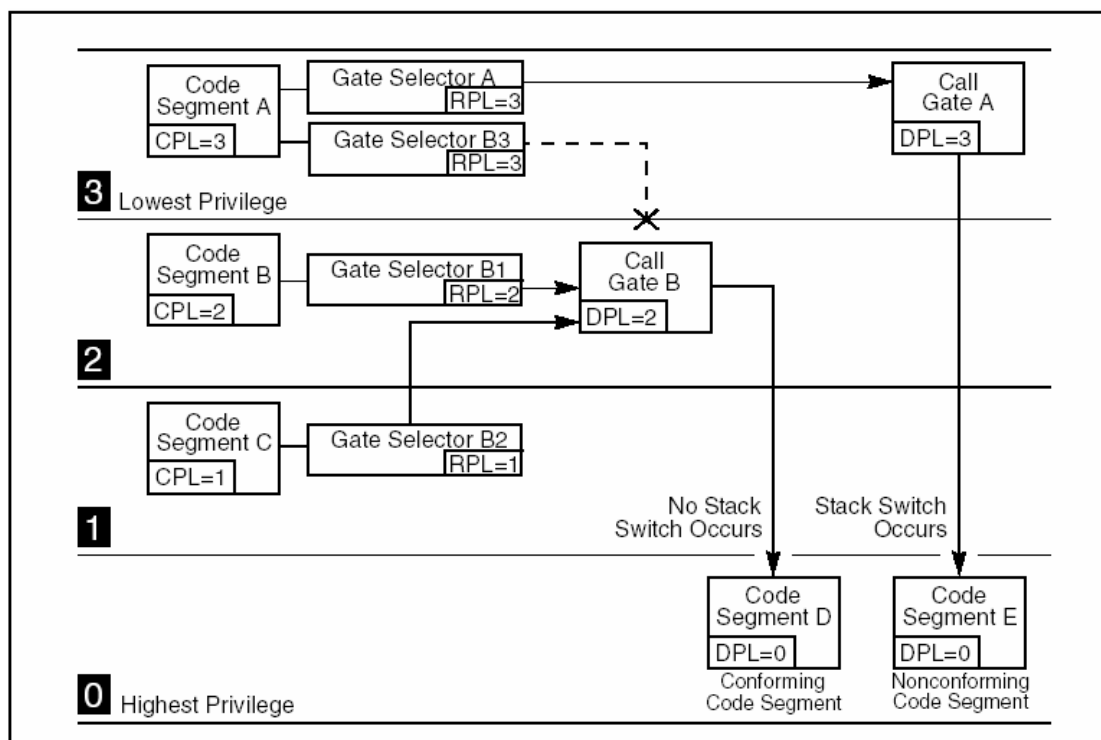 Code
Segment A
CPL=3
Gate Selector A
RPL=3
Gate Selector B3
RPL=3
Call
Gate A
DPL=3
3 Lowest Privilege
Code
Segment B
CPL=2
Gate Selector B1
RPL=2
Call
Gate B
DPL=2
2
Code
Segment C
CPL=1
Gate Selector B2
RPL=1
No Stack
Switch Occurs
Stack Switch
Occurs
1
Code
Segment D
DPL=0
Conforming
Code Segment
Code
Segment E
DPL=0
Nonconforming
Code Segment
0 Highest Privilege